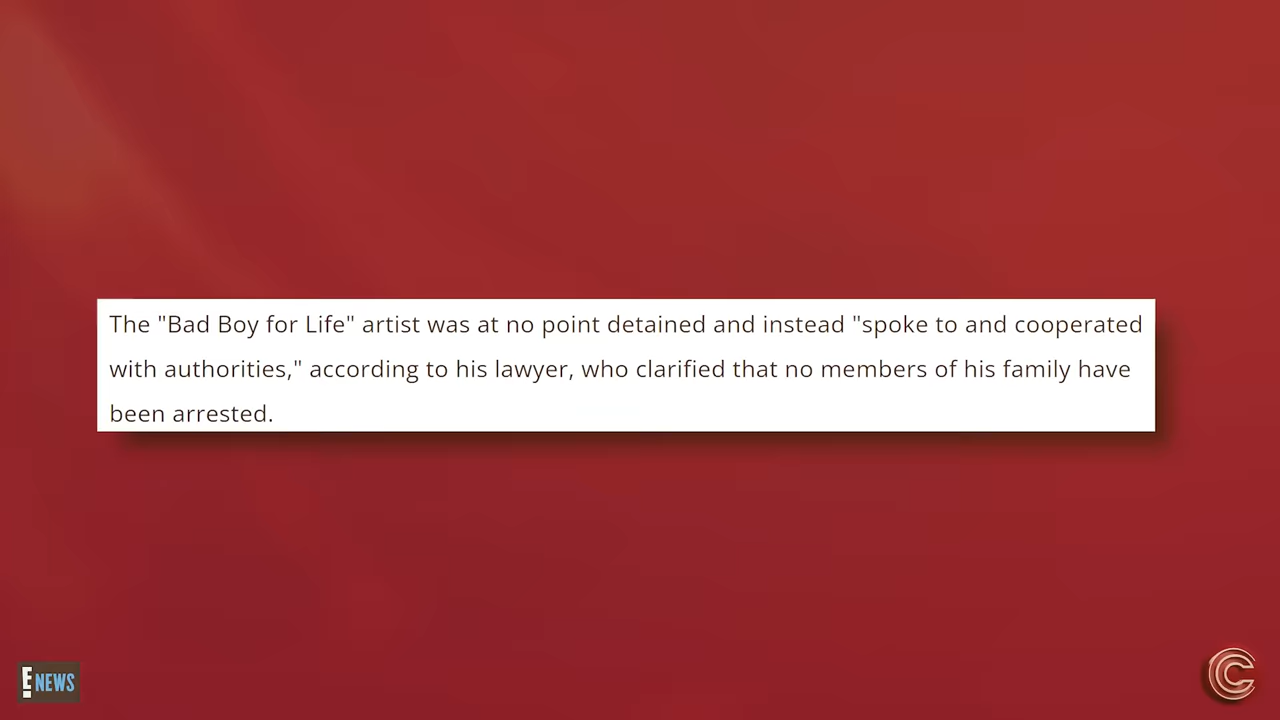 The "Bad Boy for Life" artist was at no point detained and instead "spoke to and cooperated
with authorities," according to his lawyer, who clarified that no members of his family have
been arrested.
E! NEWS